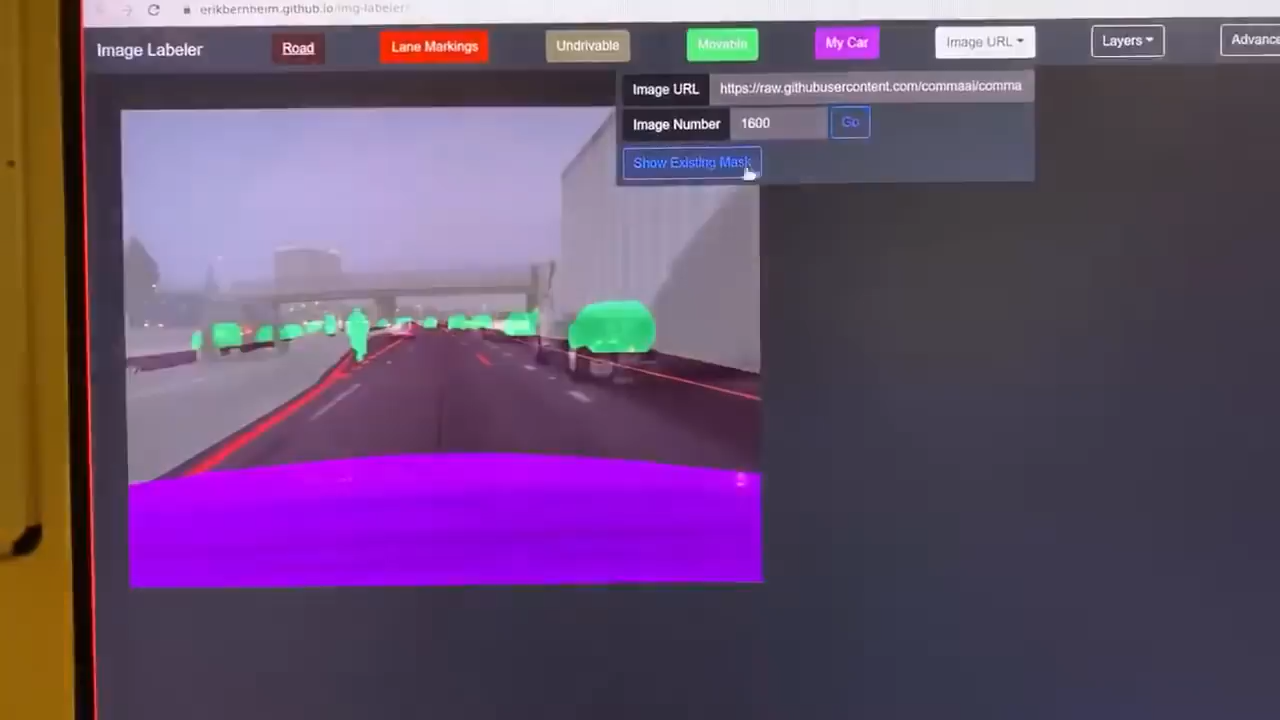 erikbernheim.github.io/img-labeler/
Image Labeler
Road
Lane Markings
Undrivable
Movable
My Car
Image URL
Layers
Advance
Image URL
https://raw.githubusercontent.com/commaai/comma
Image Number
1600
Go
Show Existing Mask